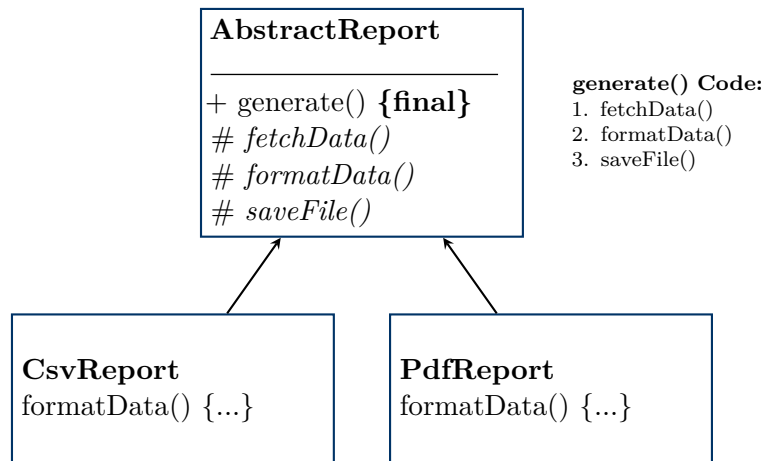 AbstractReport
+ generate() {final}
# fetchData()
# formatData()
# saveFile()
generate() Code:
1. fetchData()
2. formatData()
3. saveFile()
CsvReport
formatData() {...}
PdfReport
formatData() {...}